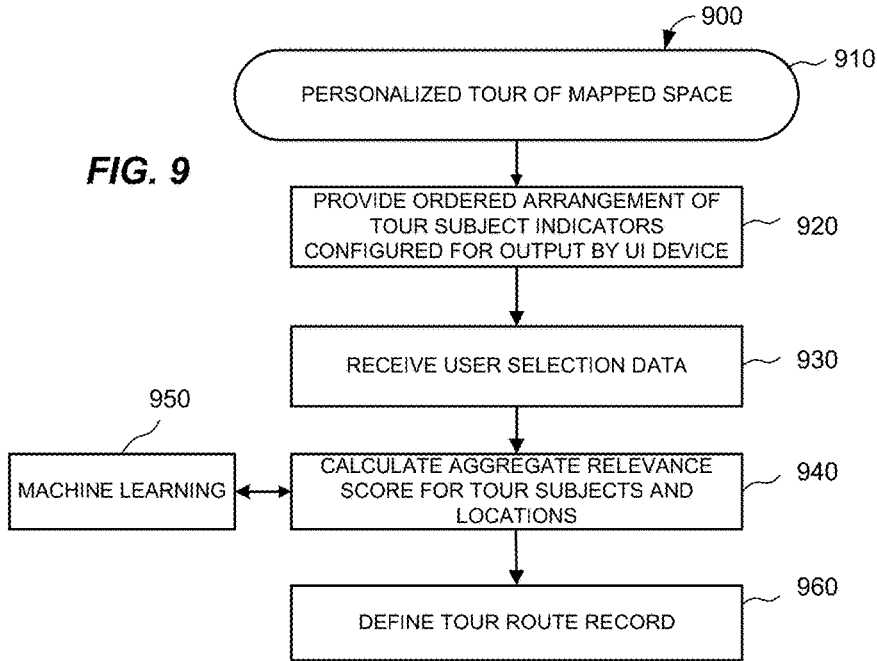 900
910
PERSONALIZED TOUR OF MAPPED SPACE
FIG. 9
PROVIDE ORDERED ARRANGEMENT OF
TOUR SUBJECT INDICATORS
CONFIGURED FOR OUTPUT BY UI DEVICE
920
RECEIVE USER SELECTION DATA
930
950
MACHINE LEARNING
CALCULATE AGGREGATE RELEVANCE
SCORE FOR TOUR SUBJECTS AND
LOCATIONS
940
960
DEFINE TOUR ROUTE RECORD